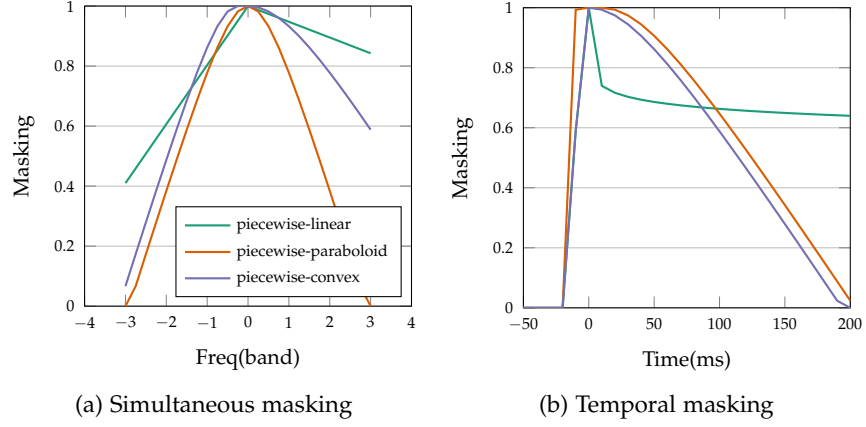 1
0.8
0.6
0.4
0.2
0
Masking
−4 −3 −2 −1 0 1 2 3 4
Freq(band)
piecewise-linear
piecewise-paraboloid
piecewise-convex
(a) Simultaneous masking
1
0.8
0.6
0.4
0.2
0
Masking
−50 0 50 100 150 200
Time(ms)
(b) Temporal masking